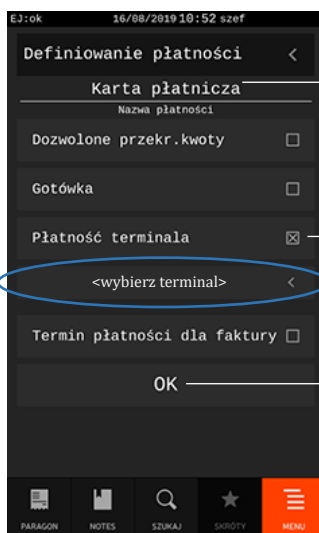 EJ:ok 16/08/2019 10:52 szef
Definiowanie płatności <
Karta płatnicza
Nazwa płatności
Dozwolone przekr.kwoty
Gotówka
Płatność terminala
<wybierz terminal> <
Termin płatności dla faktury
OK
PARAGON NOTES SZUKAJ SKRÓTY MENU